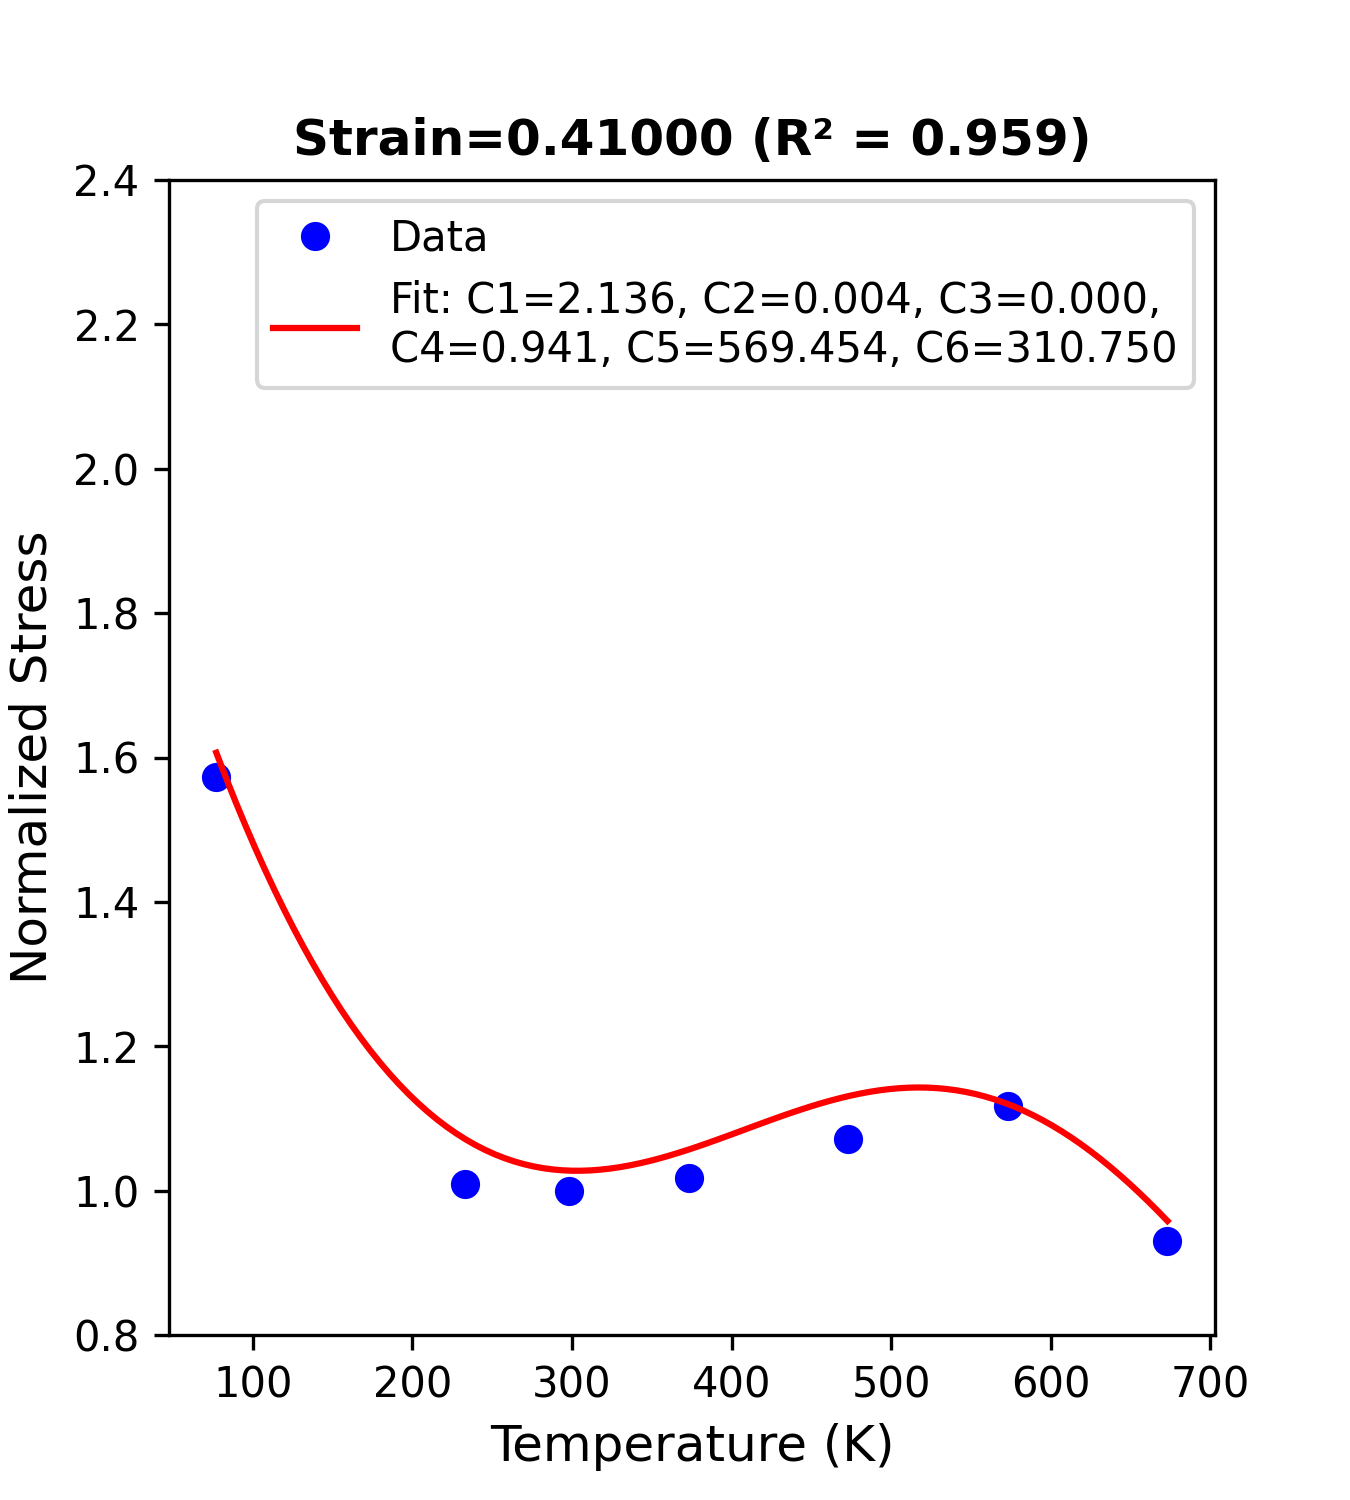 Strain=0.41000 (R² = 0.959)
2.4
2.2
2.0
1.8
1.6
1.4
1.2
1.0
0.8
Normalized Stress
Data
Fit: C1=2.136, C2=0.004, C3=0.000,
C4=0.941, C5=569.454, C6=310.750
100 200 300 400 500 600 700
Temperature (K)